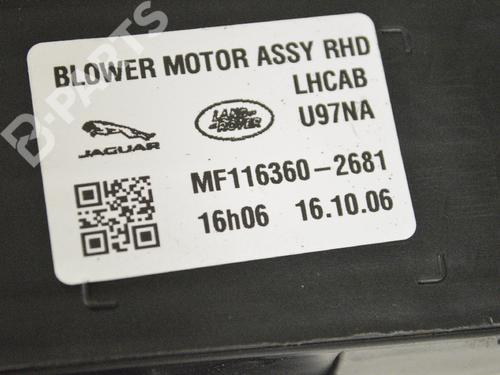 BLOWER MOTOR ASSY RHD
LHCAB
U97NA
JAGUAR
LAND-
ROVER
MF116360-2681
16h06 16.10.06
B-PARTS